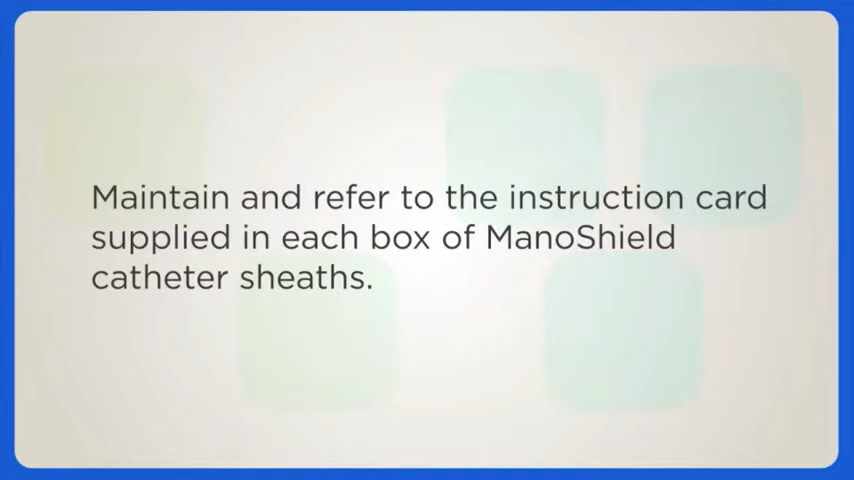 Maintain and refer to the instruction card
supplied in each box of ManoShield
catheter sheaths.